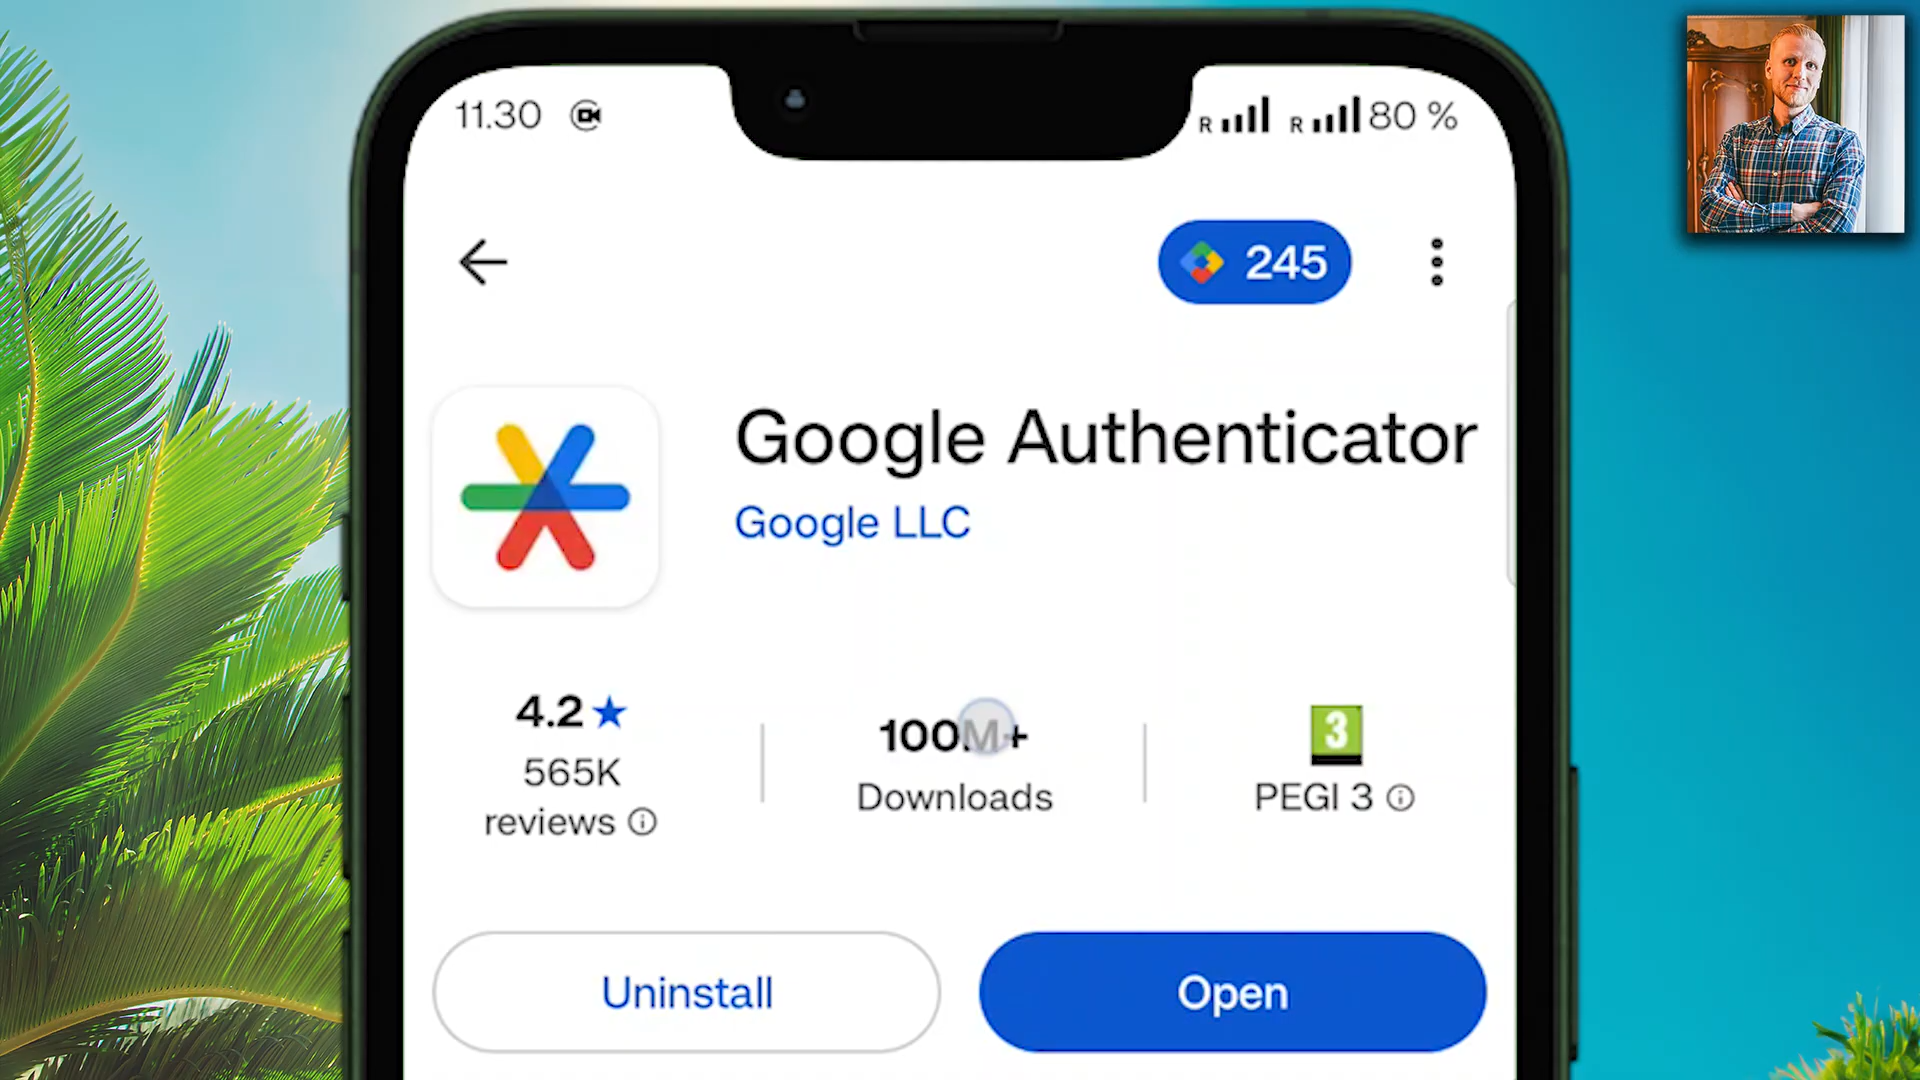 11.30
R R 80 %
245
Google Authenticator
Google LLC
4.2
565K
reviews
100M+
Downloads
3
PEGI 3
Uninstall
Open